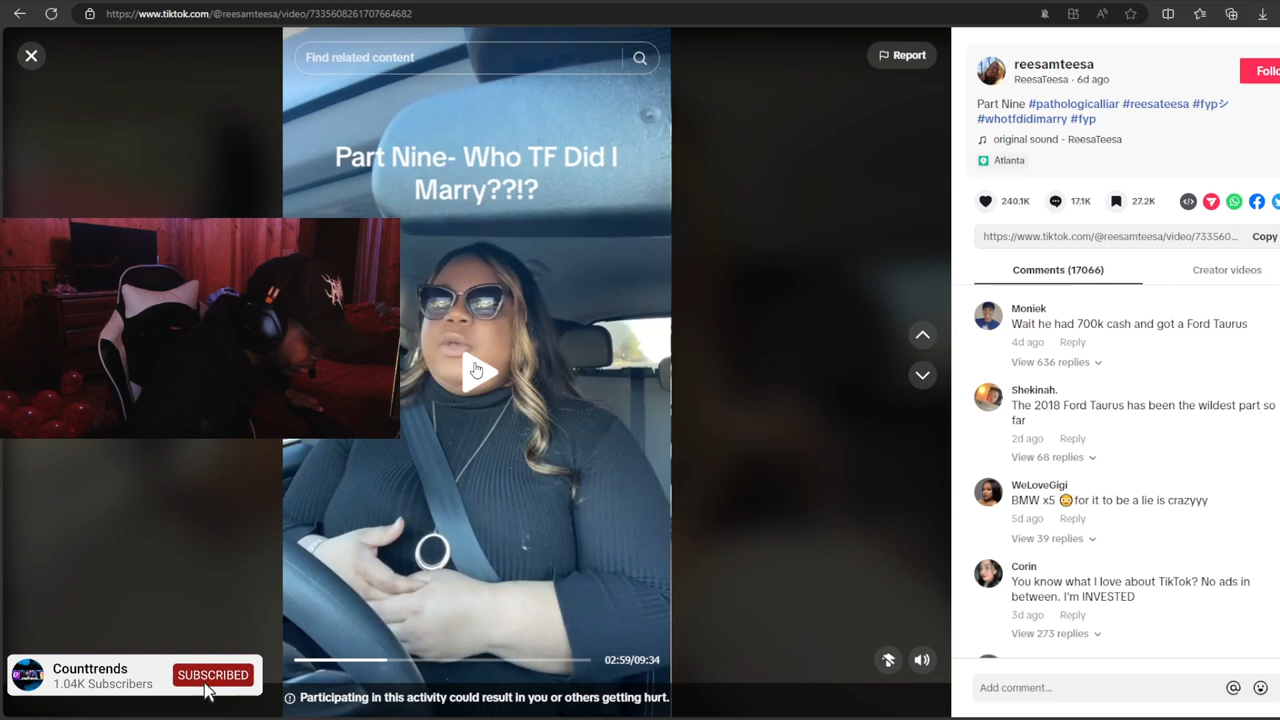 https://www.tiktok.com/@reesamteesa/video/7335608261707664682
Find related content
Report
Part Nine- Who TF Did I
Marry??!?
02:59/09:34
Participating in this activity could result in you or others getting hurt.
Counttrends
1.04K Subscribers
SUBSCRIBED
reesamteesa
ReesaTeesa · 6d ago
Follo
Part Nine #pathologicalliar #reesateesa #fypシ
#whotfdidimarry #fyp
original sound - ReesaTeesa
Atlanta
240.1K
17.1K
27.2K
https://www.tiktok.com/@reesamteesa/video/733560...
Copy
Comments (17066)
Creator videos
Moniek
Wait he had 700k cash and got a Ford Taurus
4d ago Reply
View 636 replies
Shekinah.
The 2018 Ford Taurus has been the wildest part so
far
2d ago Reply
View 68 replies
WeLoveGigi
BMW x5 😳for it to be a lie is crazyyy
5d ago Reply
View 39 replies
Corin
You know what I love about TikTok? No ads in
between. I'm INVESTED
3d ago Reply
View 273 replies
Add comment...